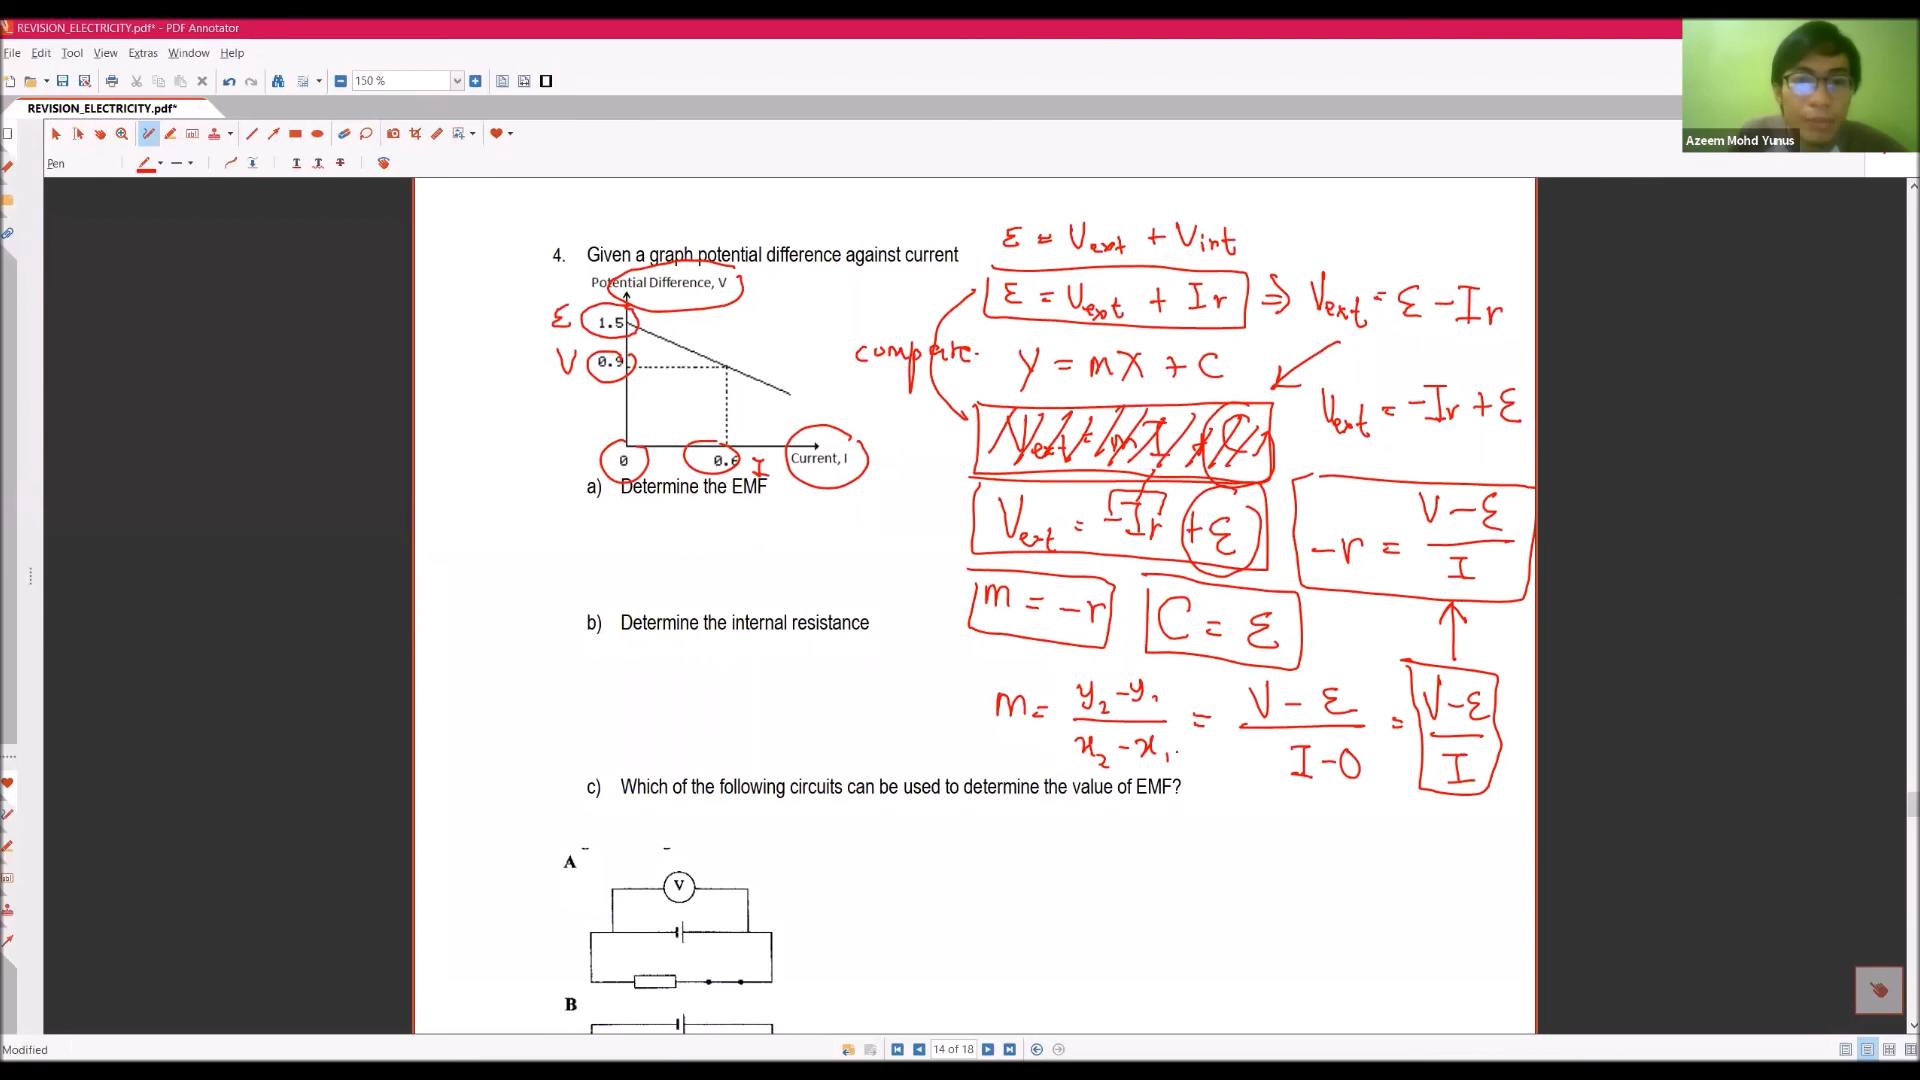 REVISION_ELECTRICITY.pdf* - PDF Annotator
File Edit Tool View Extras Window Help
150 %
REVISION_ELECTRICITY.pdf*
Pen
Azeem Mohd Yunus
4. Given a graph potential difference against current
Potential Difference, V
ε 1.5
V 0.9
0 0.6 I Current, I
ε = Vext + Vint
ε = Vext + Ir ⇒ Vext = ε - Ir
compare
Y = mX + C
Vext = -Ir + ε
Vext = mI + C
Vext = -Ir + ε
-r = V - ε / I
m = -r
C = ε
m = y2 - y1 / x2 - x1 = V - ε / I - 0 = V - ε / I
a) Determine the EMF
b) Determine the internal resistance
c) Which of the following circuits can be used to determine the value of EMF?
A
V
B
Modified
14 of 18